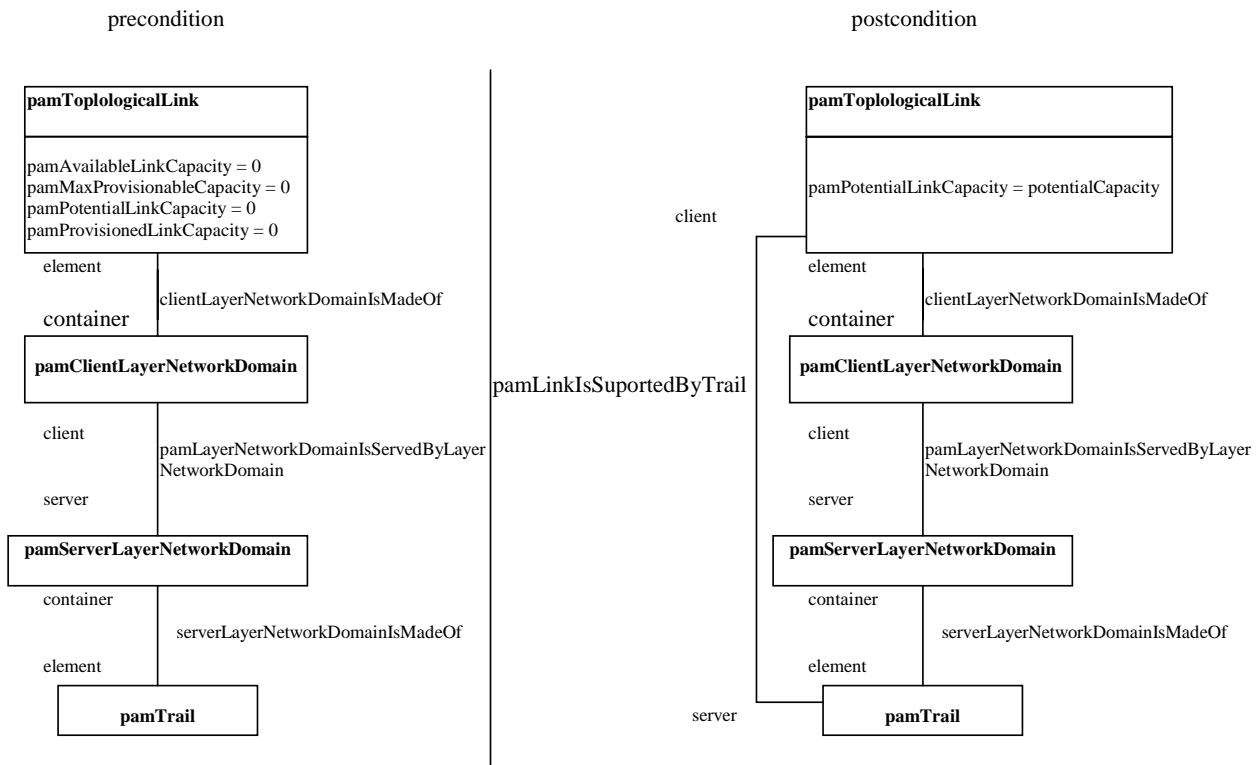 precondition
pamToplologicalLink
pamAvailableLinkCapacity = 0
pamMaxProvisionableCapacity = 0
pamPotentialLinkCapacity = 0
pamProvisionedLinkCapacity = 0
element
clientLayerNetworkDomainIsMadeOf
container
pamClientLayerNetworkDomain
client
pamLayerNetworkDomainIsServedByLayer
NetworkDomain
server
pamServerLayerNetworkDomain
container
serverLayerNetworkDomainIsMadeOf
element
pamTrail
postcondition
pamToplologicalLink
pamPotentialLinkCapacity = potentialCapacity
client
element
clientLayerNetworkDomainIsMadeOf
container
pamClientLayerNetworkDomain
pamLinkIsSuportedByTrail
client
pamLayerNetworkDomainIsServedByLayer
NetworkDomain
server
pamServerLayerNetworkDomain
container
serverLayerNetworkDomainIsMadeOf
element
server
pamTrail